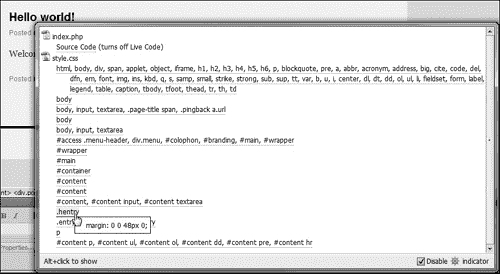 Hello world!
Posted
Welcom
Posted
index.php
Source Code (turns off Live Code)
style.css
html, body, div, span, applet, object, iframe, h1, h2, h3, h4, h5, h6, p, blockquote, pre, a, abbr, acronym, address, big, cite, code, del,
dfn, em, font, img, ins, kbd, q, s, samp, small, strike, strong, sub, sup, tt, var, b, u, i, center, dl, dt, dd, ol, ul, li, fieldset, form, label,
legend, table, caption, tbody, tfoot, thead, tr, th, td
body
body, input, textarea, .page-title span, .pingback a.url
body
body, input, textarea
#access .menu-header, div.menu, #colophon, #branding, #main, #wrapper
#wrapper
#main
#container
#content
#content
#content, #content input, #content textarea
.hentry
margin: 0 0 48px 0;
p
#content p, #content ul, #content ol, #content dd, #content pre, #content hr
nt> <div.pos
B I
Properties...
Alt+click to show
Disable
indicator